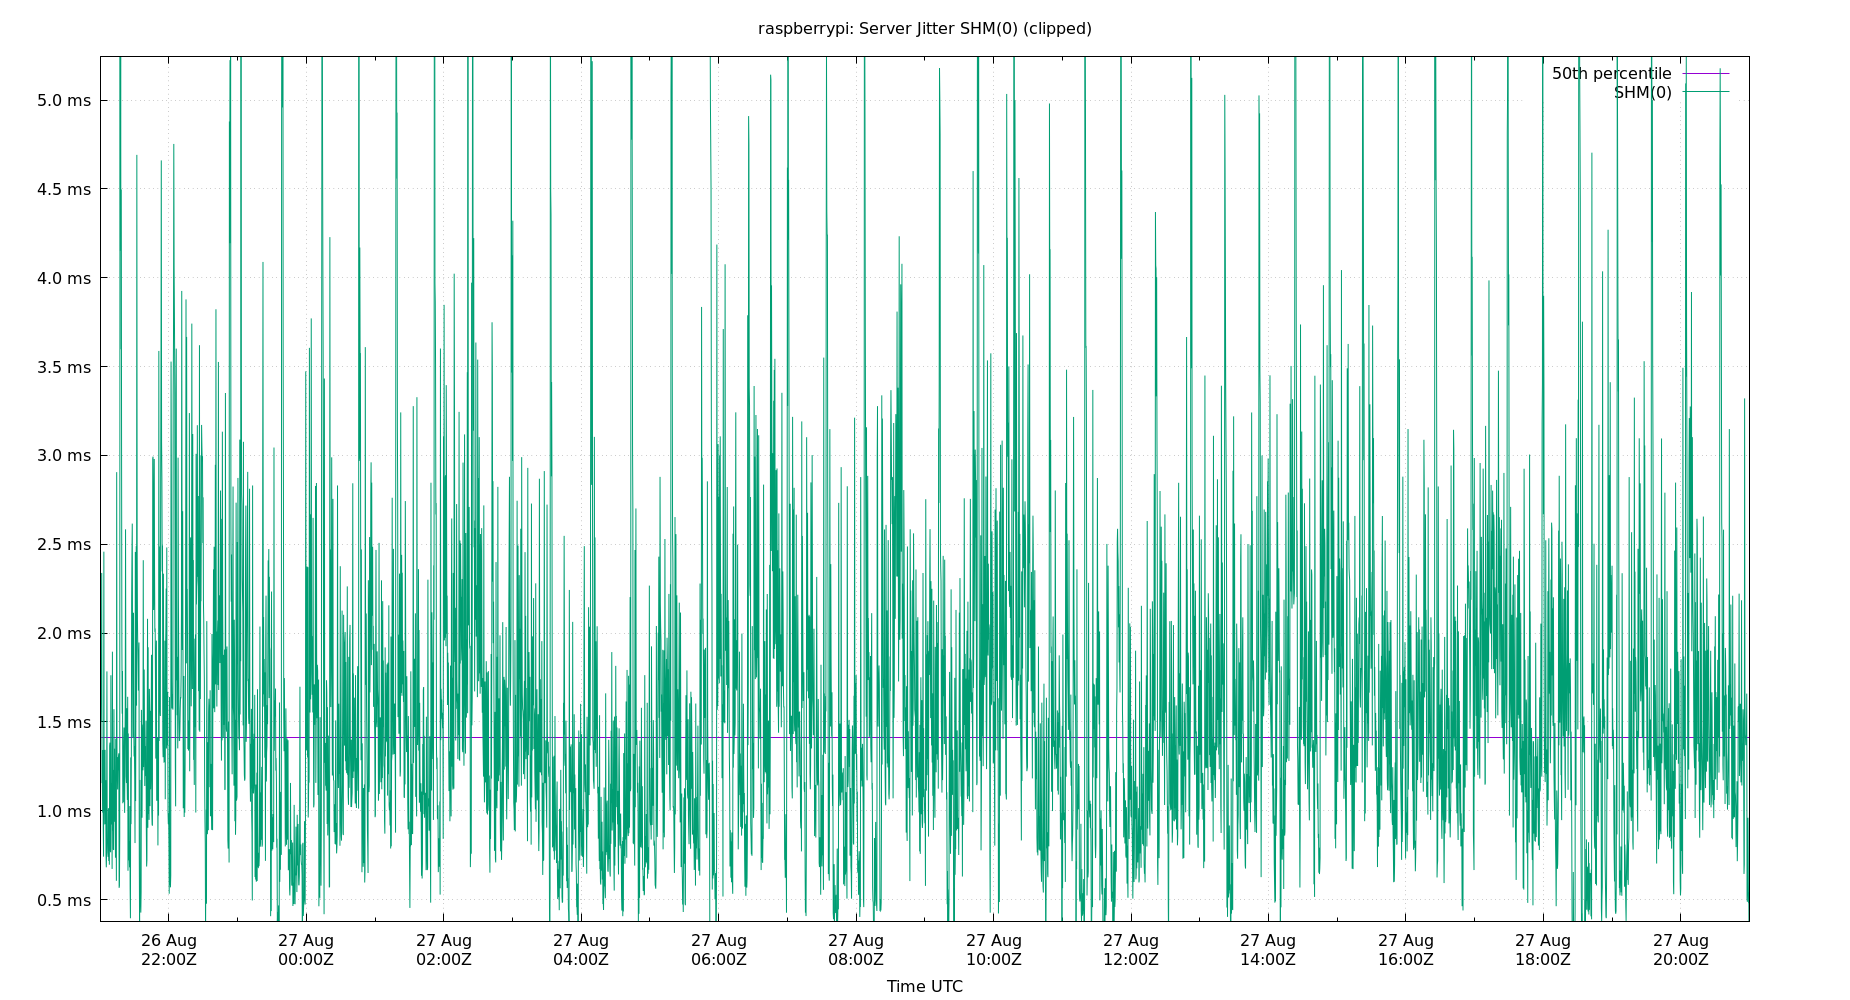 raspberrypi: Server Jitter SHM(0) (clipped)
50th percentile
SHM(0)
5.0 ms
4.5 ms
4.0 ms
3.5 ms
3.0 ms
2.5 ms
2.0 ms
1.5 ms
1.0 ms
0.5 ms
26 Aug 27 Aug 27 Aug 27 Aug 27 Aug 27 Aug 27 Aug 27 Aug 27 Aug 27 Aug 27 Aug 27 Aug
22:00Z 00:00Z 02:00Z 04:00Z 06:00Z 08:00Z 10:00Z 12:00Z 14:00Z 16:00Z 18:00Z 20:00Z
Time UTC